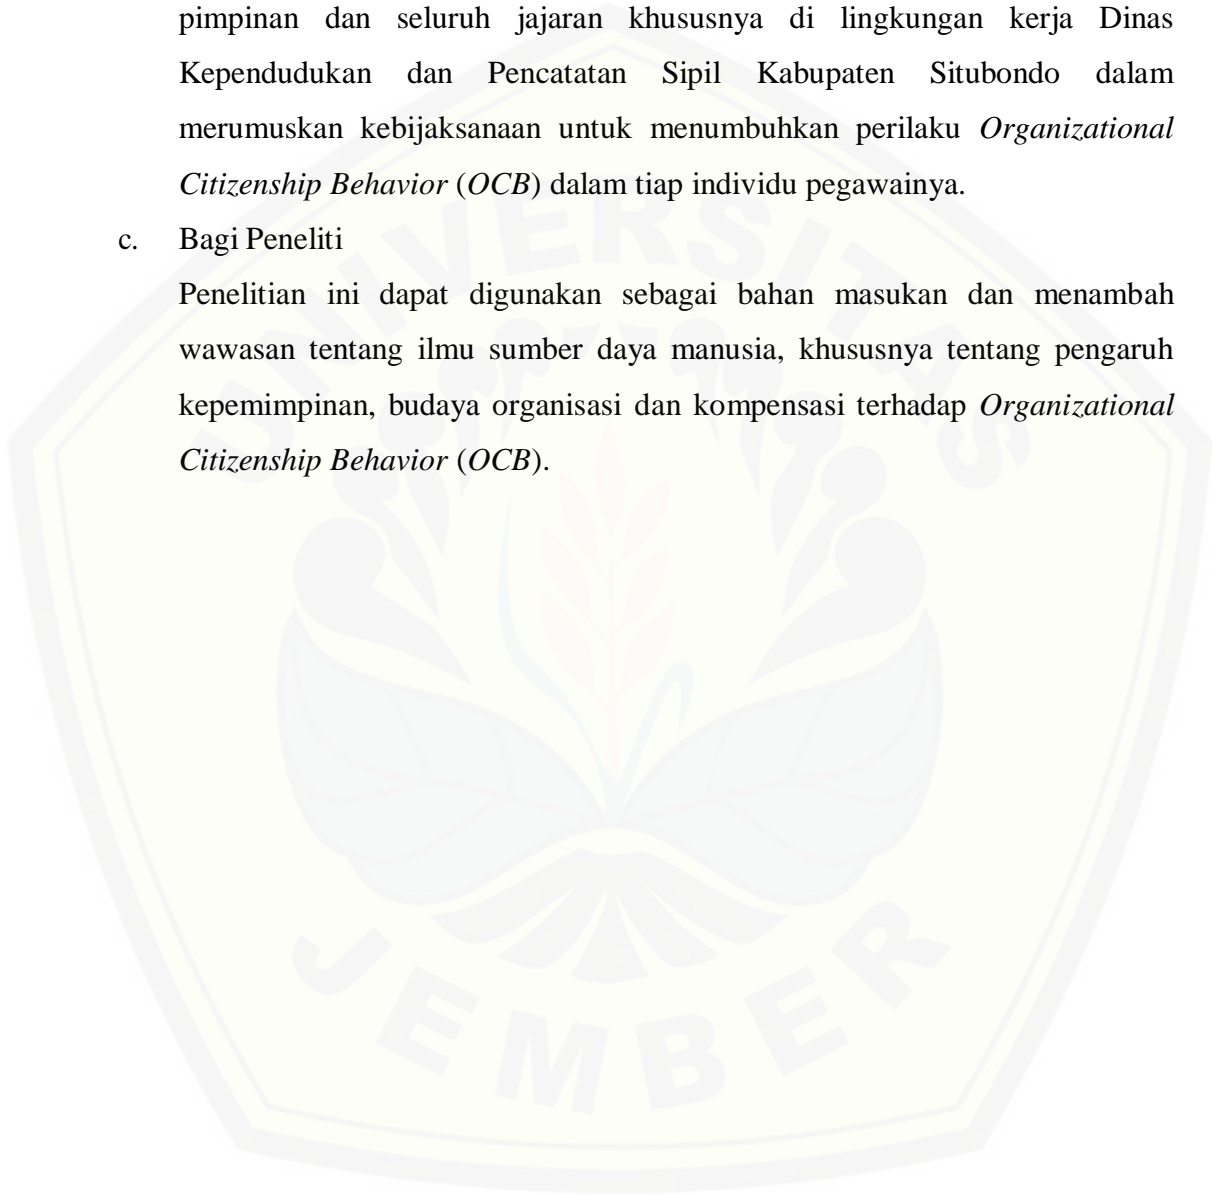 pimpinan dan seluruh jajaran khususnya di lingkungan kerja Dinas
Kependudukan dan Pencatatan Sipil Kabupaten Situbondo dalam
merumuskan kebijaksanaan untuk menumbuhkan perilaku Organizational
Citizenship Behavior (OCB) dalam tiap individu pegawainya.
c. Bagi Peneliti
Penelitian ini dapat digunakan sebagai bahan masukan dan menambah
wawasan tentang ilmu sumber daya manusia, khususnya tentang pengaruh
kepemimpinan, budaya organisasi dan kompensasi terhadap Organizational
Citizenship Behavior (OCB).
UNIVERSITAS
JEMBER